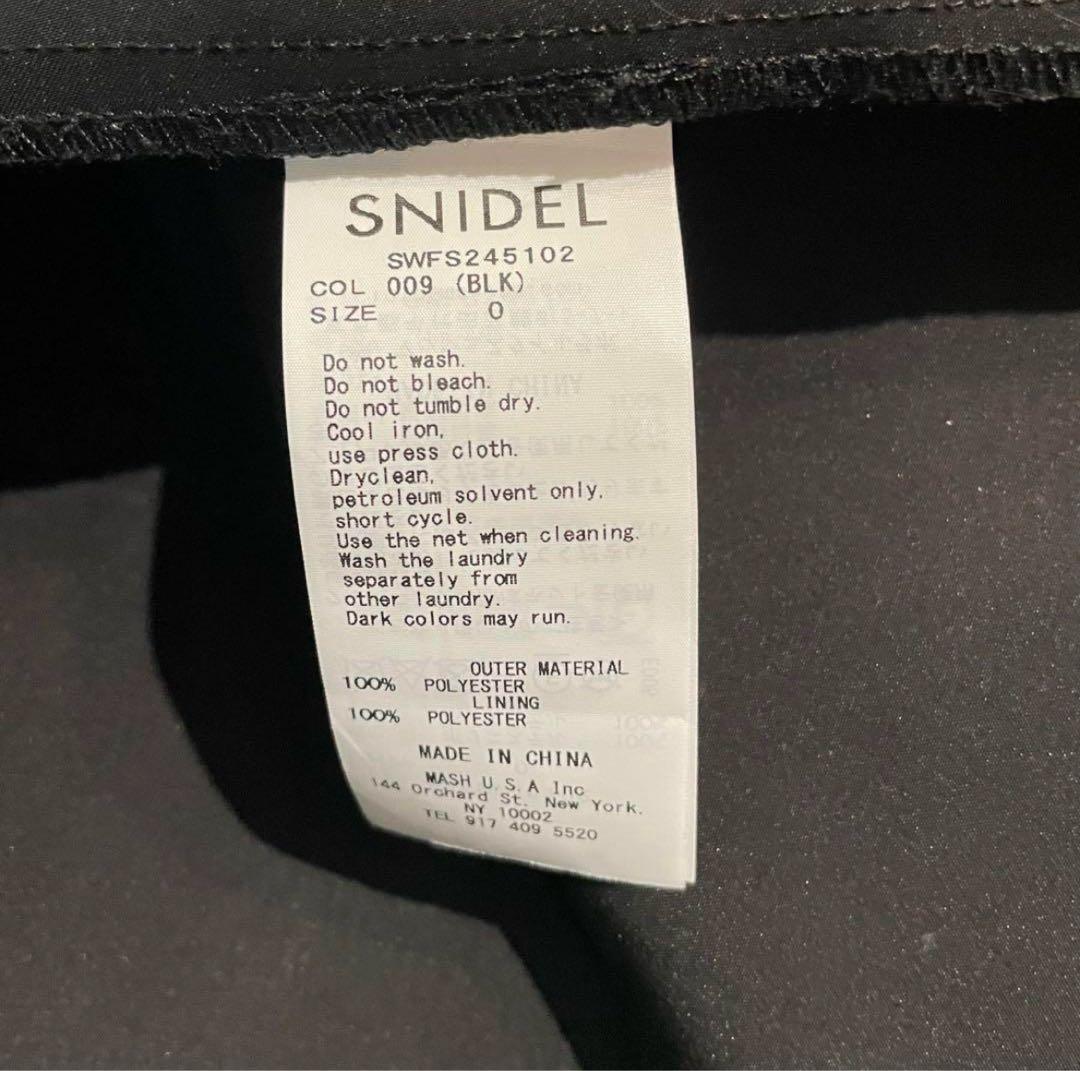 SNIDEL
SWFS245102
COL 009 (BLK)
SIZE 0
Do not wash.
Do not bleach.
Do not tumble dry.
Cool iron,
use press cloth.
Dryclean,
petroleum solvent only,
short cycle.
Use the net when cleaning.
Wash the laundry
separately from
other laundry.
Dark colors may run.
OUTER MATERIAL
100% POLYESTER
LINING
100% POLYESTER
MADE IN CHINA
MASH U.S.A Inc
144 Orchard St. New York.
NY 10002
TEL 917 409 5520